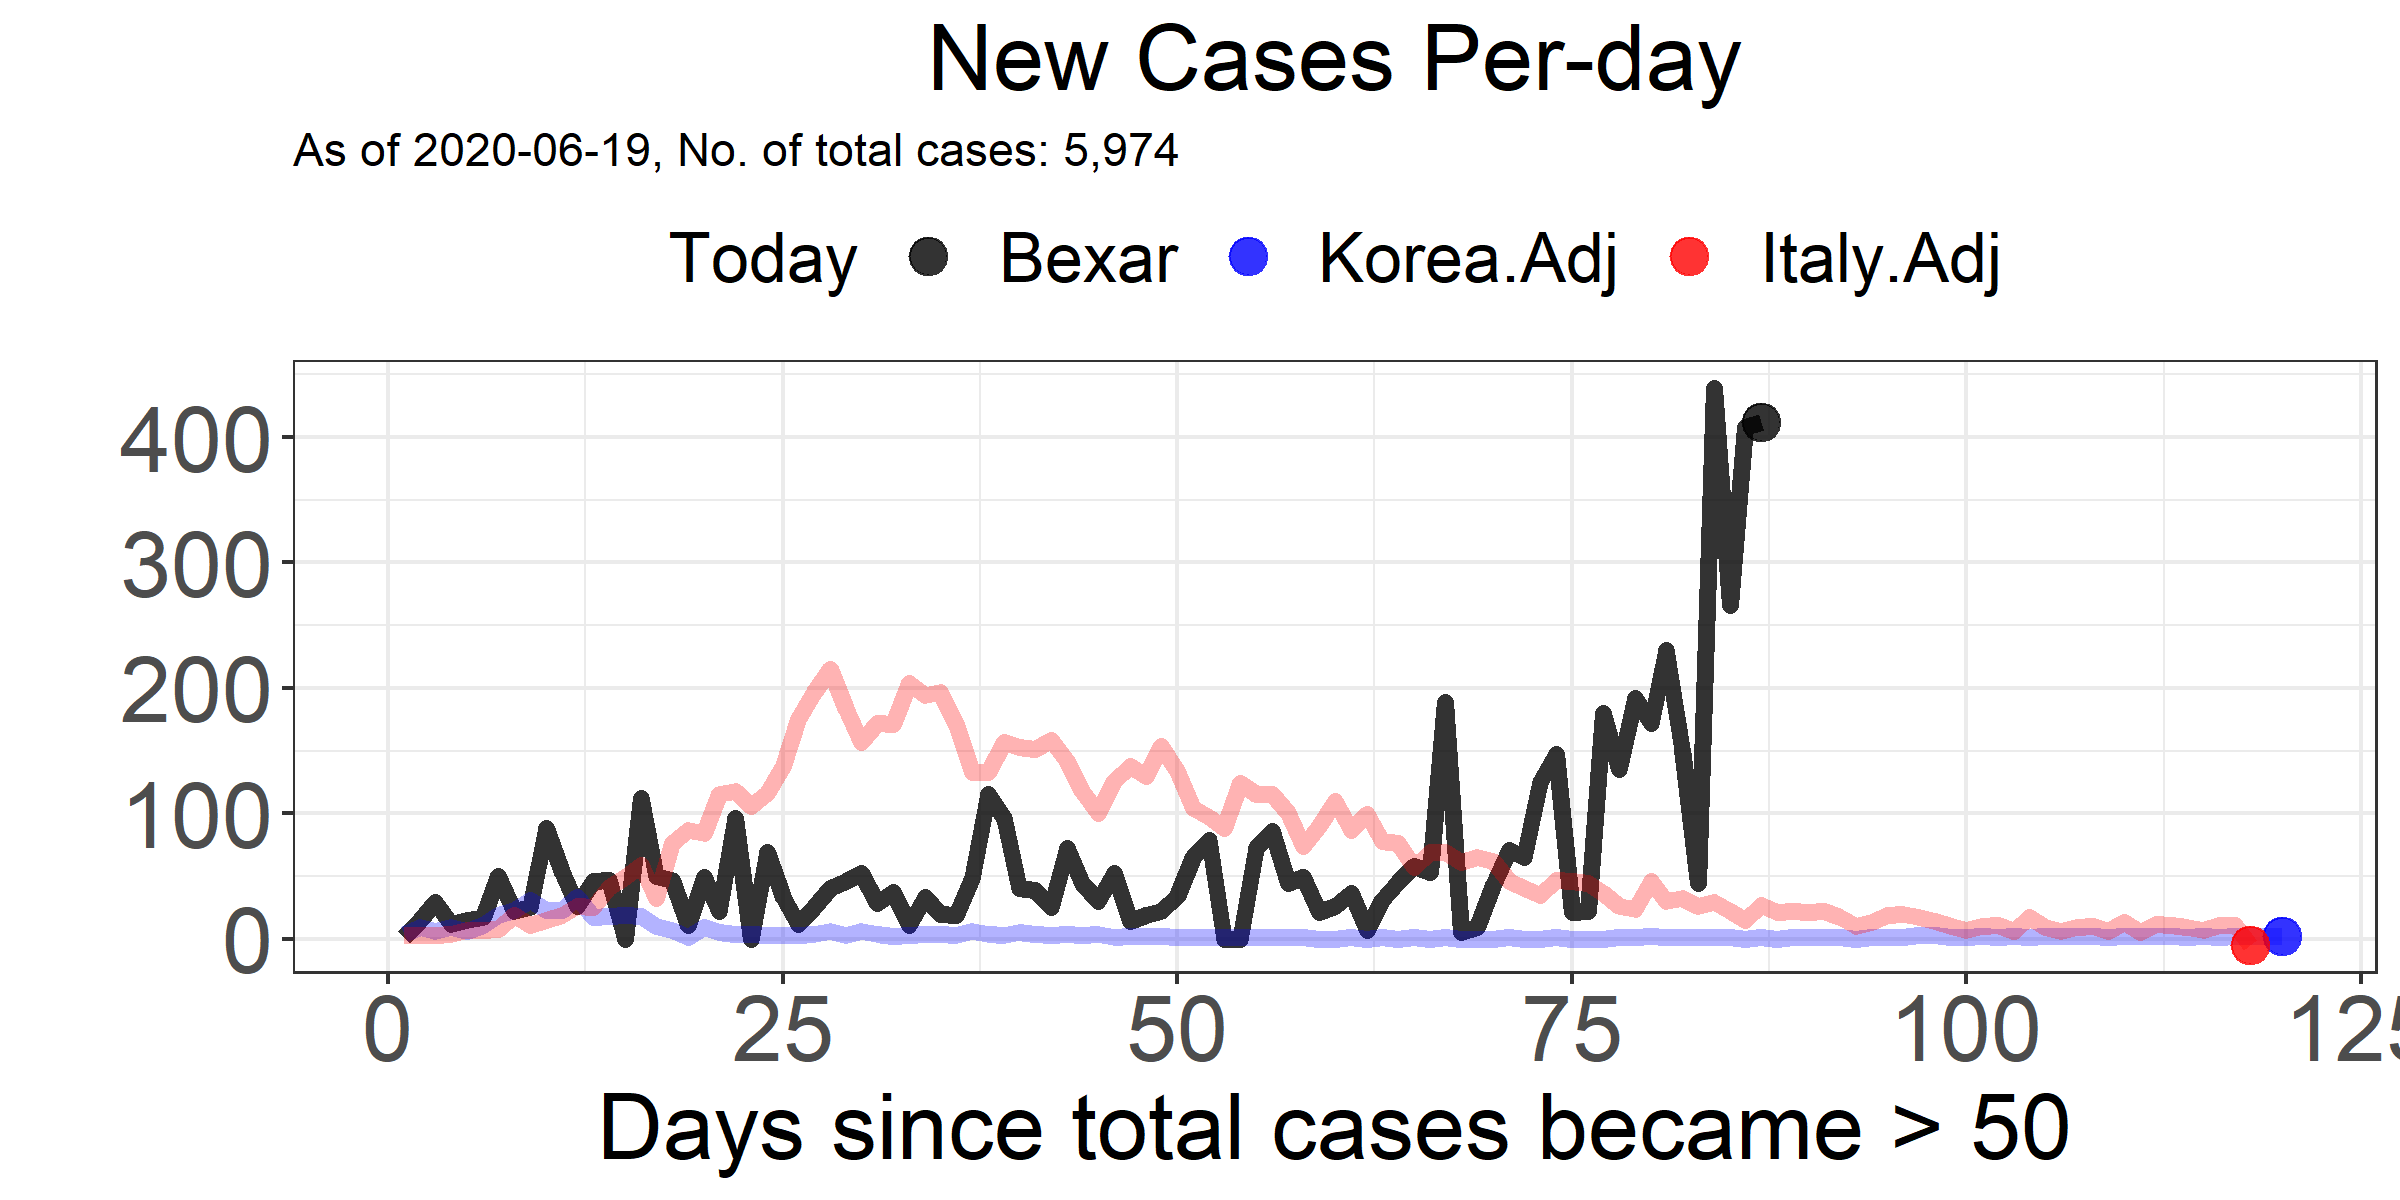 New Cases Per-day
As of 2020-06-19, No. of total cases: 5,974
Today Bexar Korea.Adj Italy.Adj
400
300
200
100
0
0 25 50 75 100 125
Days since total cases became > 50